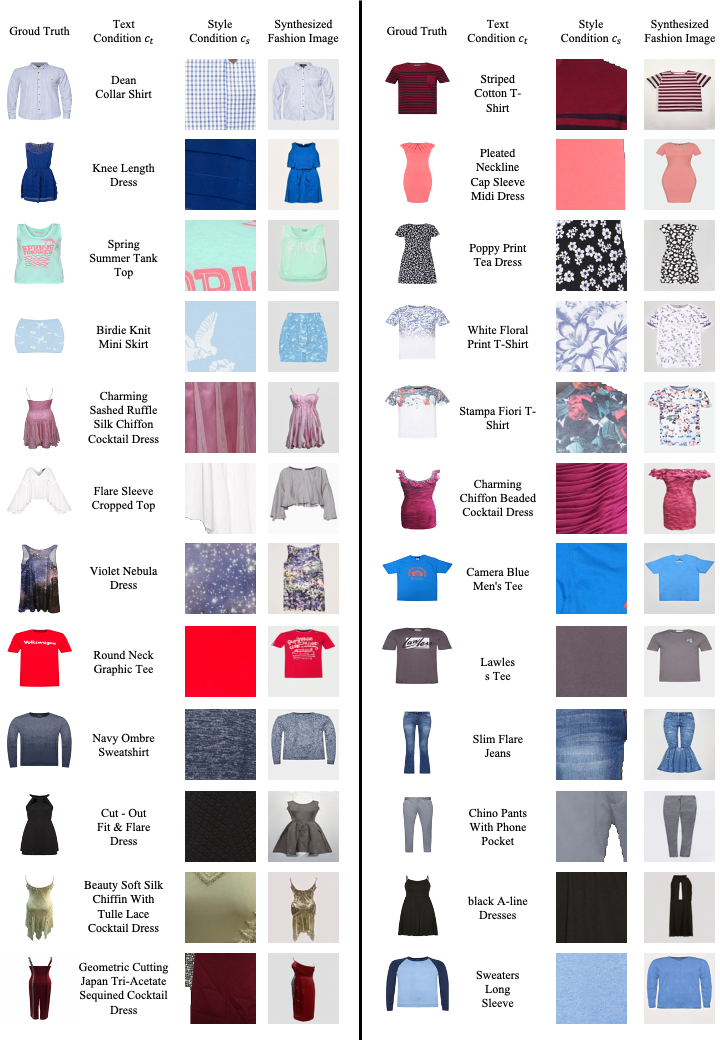 Groud Truth
Text
Condition cₜ
Style
Condition cₛ
Synthesized
Fashion Image
Dean
Collar Shirt
Knee Length
Dress
Spring
Summer Tank
Top
Birdie Knit
Mini Skirt
Charming
Sashed Ruffle
Silk Chiffon
Cocktail Dress
Flare Sleeve
Cropped Top
Violet Nebula
Dress
Volkswagen
Round Neck
Graphic Tee
Navy Ombre
Sweatshirt
Cut - Out
Fit & Flare
Dress
Beauty Soft Silk
Chiffin With
Tulle Lace
Cocktail Dress
Geometric Cutting
Japan Tri-Acetate
Sequined Cocktail
Dress
Groud Truth
Text
Condition cₜ
Style
Condition cₛ
Synthesized
Fashion Image
Striped
Cotton T-
Shirt
Pleated
Neckline
Cap Sleeve
Midi Dress
Poppy Print
Tea Dress
White Floral
Print T-Shirt
Stampa Fiori T-
Shirt
Charming
Chiffon Beaded
Cocktail Dress
Camera Blue
Men's Tee
Lawles
s Tee
Slim Flare
Jeans
Chino Pants
With Phone
Pocket
black A-line
Dresses
Sweaters
Long
Sleeve